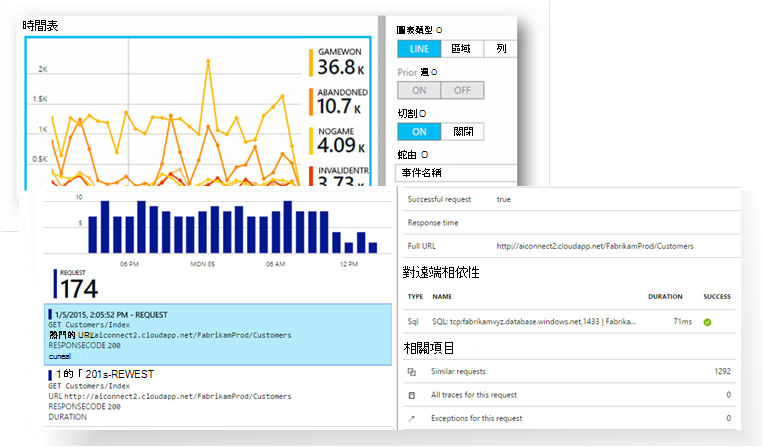 時間表
2K
1.5K
1K
0.5K
GAMEWON
36.8 K
ABANDONED
10.7 K
NOGAME
4.09 K
INVALIDENTR
3.73 K
圖表類型 O
LINE 區域 列
Prior 週 O
ON OFF
切割 O
ON 關閉
蛇由 O
事件名稱
10
5
06 PM MON 05 06 AM 12 PM
REQUEST
174
1/5/2015, 2:05:52 PM - REQUEST
GET Customers/Index
熱門的 URL aiconnect2.cloudapp.net/FabrikamProd/Customers
RESPONSECODE 200
cuneal
1的「201s-REWEST
GET Customers/Index
URL http://aiconnect2.cloudapp.net/FabrikamProd/Customers
RESPONSECODE 200
DURATION
Successful request true
Response time
Full URL http://aiconnect2.cloudapp.net/FabrikamProd/Customers
對遠端相依性
TYPE NAME DURATION SUCCESS
Sql SQL: tcp:fabrikamxyz.database.windows.net,1433 | Fabrika... 71ms
相關項目
Similar requests 1292
All traces for this request 0
Exceptions for this request 0